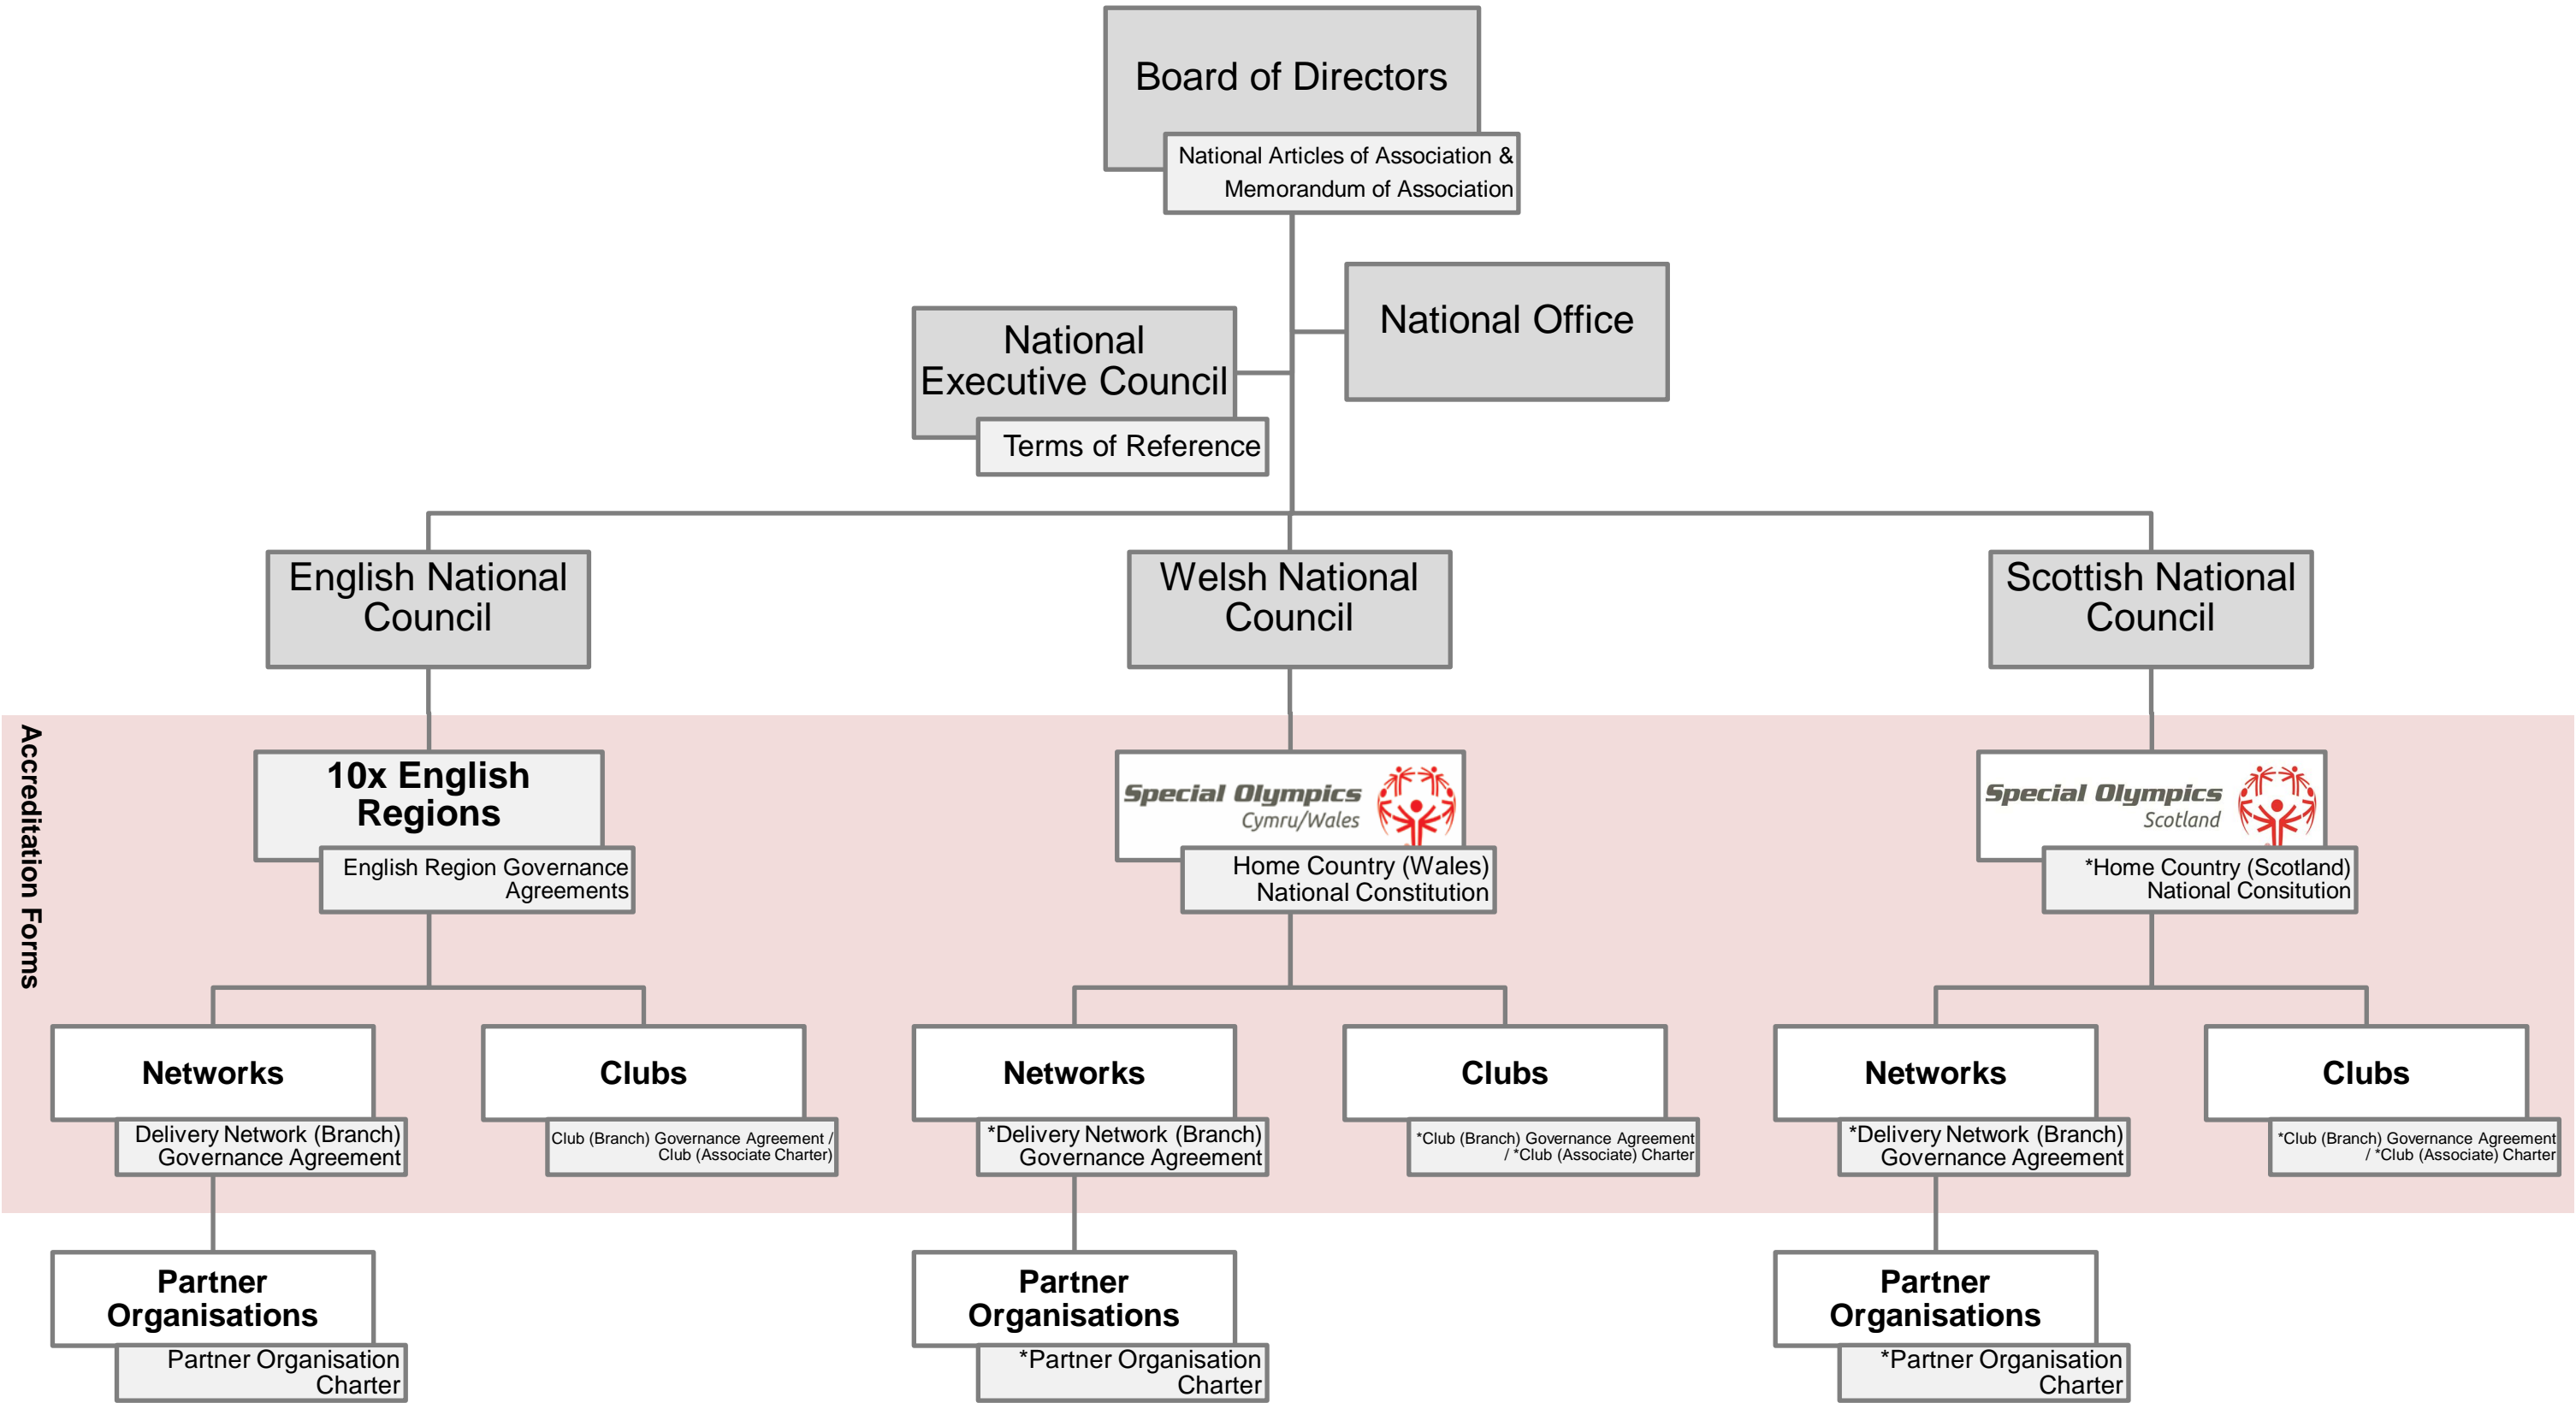 Board of Directors
National Articles of Association &
Memorandum of Association
National Office
National
Executive Council
Terms of Reference
English National
Council
Welsh National
Council
Scottish National
Council
Accreditation Forms
10x English
Regions
English Region Governance
Agreements
Special Olympics
Cymru/Wales
Home Country (Wales)
National Constitution
Special Olympics
Scotland
*Home Country (Scotland)
National Consitution
Networks
Delivery Network (Branch)
Governance Agreement
Clubs
Club (Branch) Governance Agreement /
Club (Associate Charter)
Networks
*Delivery Network (Branch)
Governance Agreement
Clubs
*Club (Branch) Governance Agreement
/ *Club (Associate) Charter
Networks
*Delivery Network (Branch)
Governance Agreement
Clubs
*Club (Branch) Governance Agreement
/ *Club (Associate) Charter
Partner
Organisations
Partner Organisation
Charter
Partner
Organisations
*Partner Organisation
Charter
Partner
Organisations
*Partner Organisation
Charter